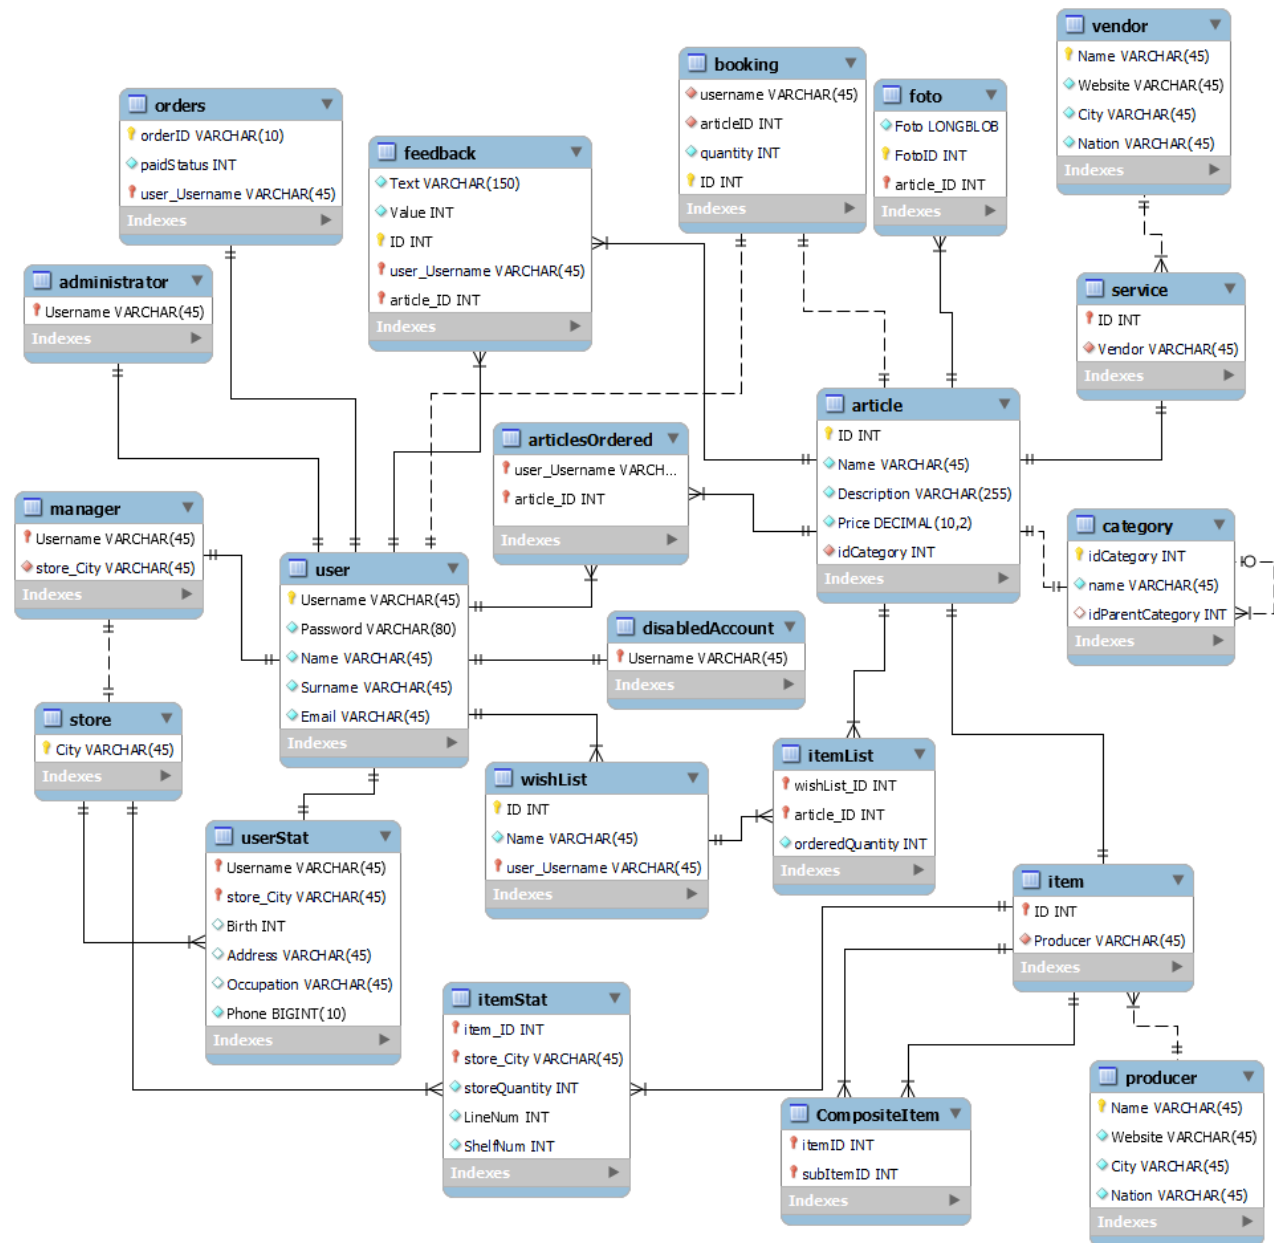 vendor
Name VARCHAR(45)
Website VARCHAR(45)
City VARCHAR(45)
Nation VARCHAR(45)
Indexes
booking
username VARCHAR(45)
articleID INT
quantity INT
ID INT
Indexes
foto
Foto LONGBLOB
FotoID INT
article_ID INT
Indexes
orders
orderID VARCHAR(10)
paidStatus INT
user_Username VARCHAR(45)
Indexes
feedback
Text VARCHAR(150)
Value INT
ID INT
user_Username VARCHAR(45)
article_ID INT
Indexes
administrator
Username VARCHAR(45)
Indexes
service
ID INT
Vendor VARCHAR(45)
Indexes
article
ID INT
Name VARCHAR(45)
Description VARCHAR(255)
Price DECIMAL(10,2)
idCategory INT
Indexes
articlesOrdered
user_Username VARCH...
article_ID INT
Indexes
manager
Username VARCHAR(45)
store_City VARCHAR(45)
Indexes
category
idCategory INT
name VARCHAR(45)
idParentCategory INT
Indexes
user
Username VARCHAR(45)
Password VARCHAR(80)
Name VARCHAR(45)
Surname VARCHAR(45)
Email VARCHAR(45)
Indexes
disabledAccount
Username VARCHAR(45)
Indexes
store
City VARCHAR(45)
Indexes
wishList
ID INT
Name VARCHAR(45)
user_Username VARCHAR(45)
Indexes
itemList
wishList_ID INT
article_ID INT
orderedQuantity INT
Indexes
userStat
Username VARCHAR(45)
store_City VARCHAR(45)
Birth INT
Address VARCHAR(45)
Occupation VARCHAR(45)
Phone BIGINT(10)
Indexes
item
ID INT
Producer VARCHAR(45)
Indexes
itemStat
item_ID INT
store_City VARCHAR(45)
storeQuantity INT
LineNum INT
ShelfNum INT
Indexes
CompositeItem
itemID INT
subItemID INT
Indexes
producer
Name VARCHAR(45)
Website VARCHAR(45)
City VARCHAR(45)
Nation VARCHAR(45)
Indexes